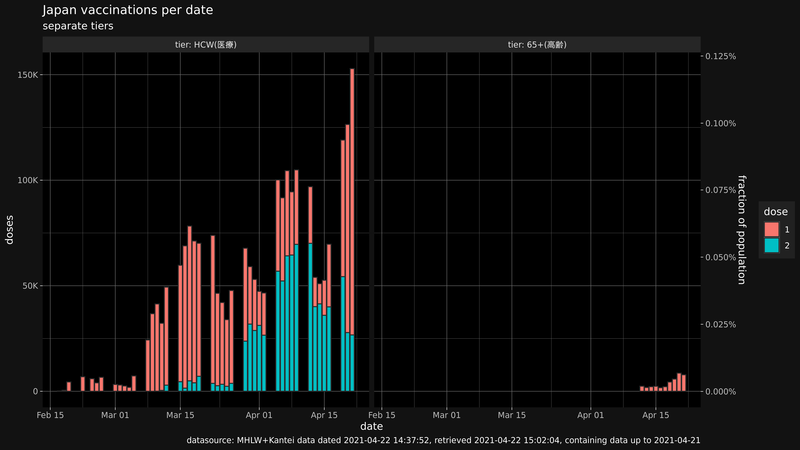 Japan vaccinations per date
separate tiers
tier: HCW(医療)
tier: 65+(高齢)
150K
100K
50K
0
doses
0.125%
0.100%
0.075%
0.050%
0.025%
0.000%
fraction of population
dose
1
2
Feb 15
Mar 01
Mar 15
Apr 01
Apr 15
Feb 15
Mar 01
Mar 15
Apr 01
Apr 15
date
datasource: MHLW+Kantei data dated 2021-04-22 14:37:52, retrieved 2021-04-22 15:02:04, containing data up to 2021-04-21